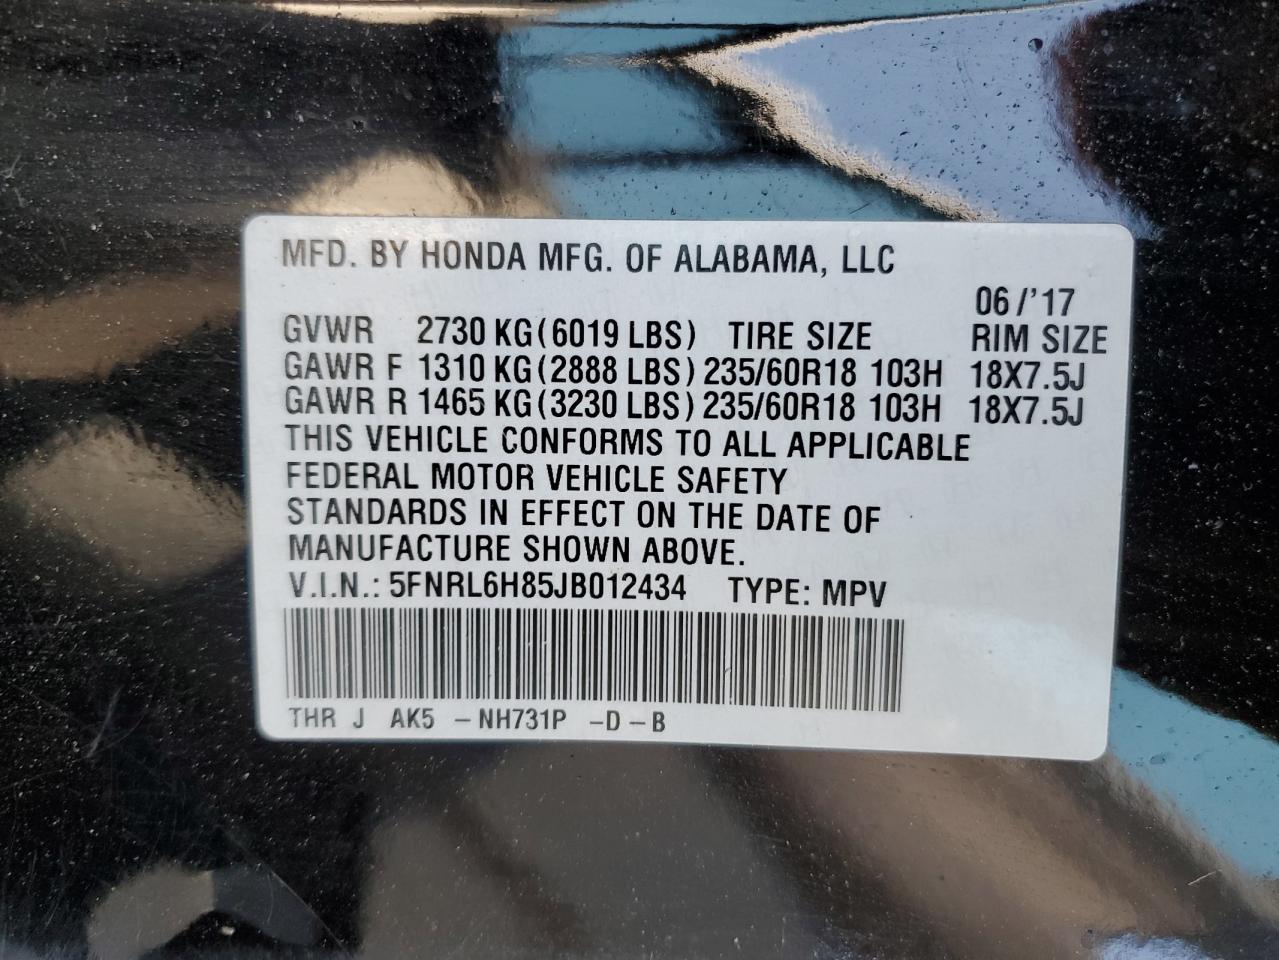 MFD. BY HONDA MFG. OF ALABAMA, LLC
06/'17
GVWR 2730 KG(6019 LBS) TIRE SIZE RIM SIZE
GAWR F 1310 KG(2888 LBS) 235/60R18 103H 18X7.5J
GAWR R 1465 KG(3230 LBS) 235/60R18 103H 18X7.5J
THIS VEHICLE CONFORMS TO ALL APPLICABLE
FEDERAL MOTOR VEHICLE SAFETY
STANDARDS IN EFFECT ON THE DATE OF
MANUFACTURE SHOWN ABOVE.
V.I.N.: 5FNRL6H85JB012434 TYPE: MPV
THR J AK5 -NH731P -D-B